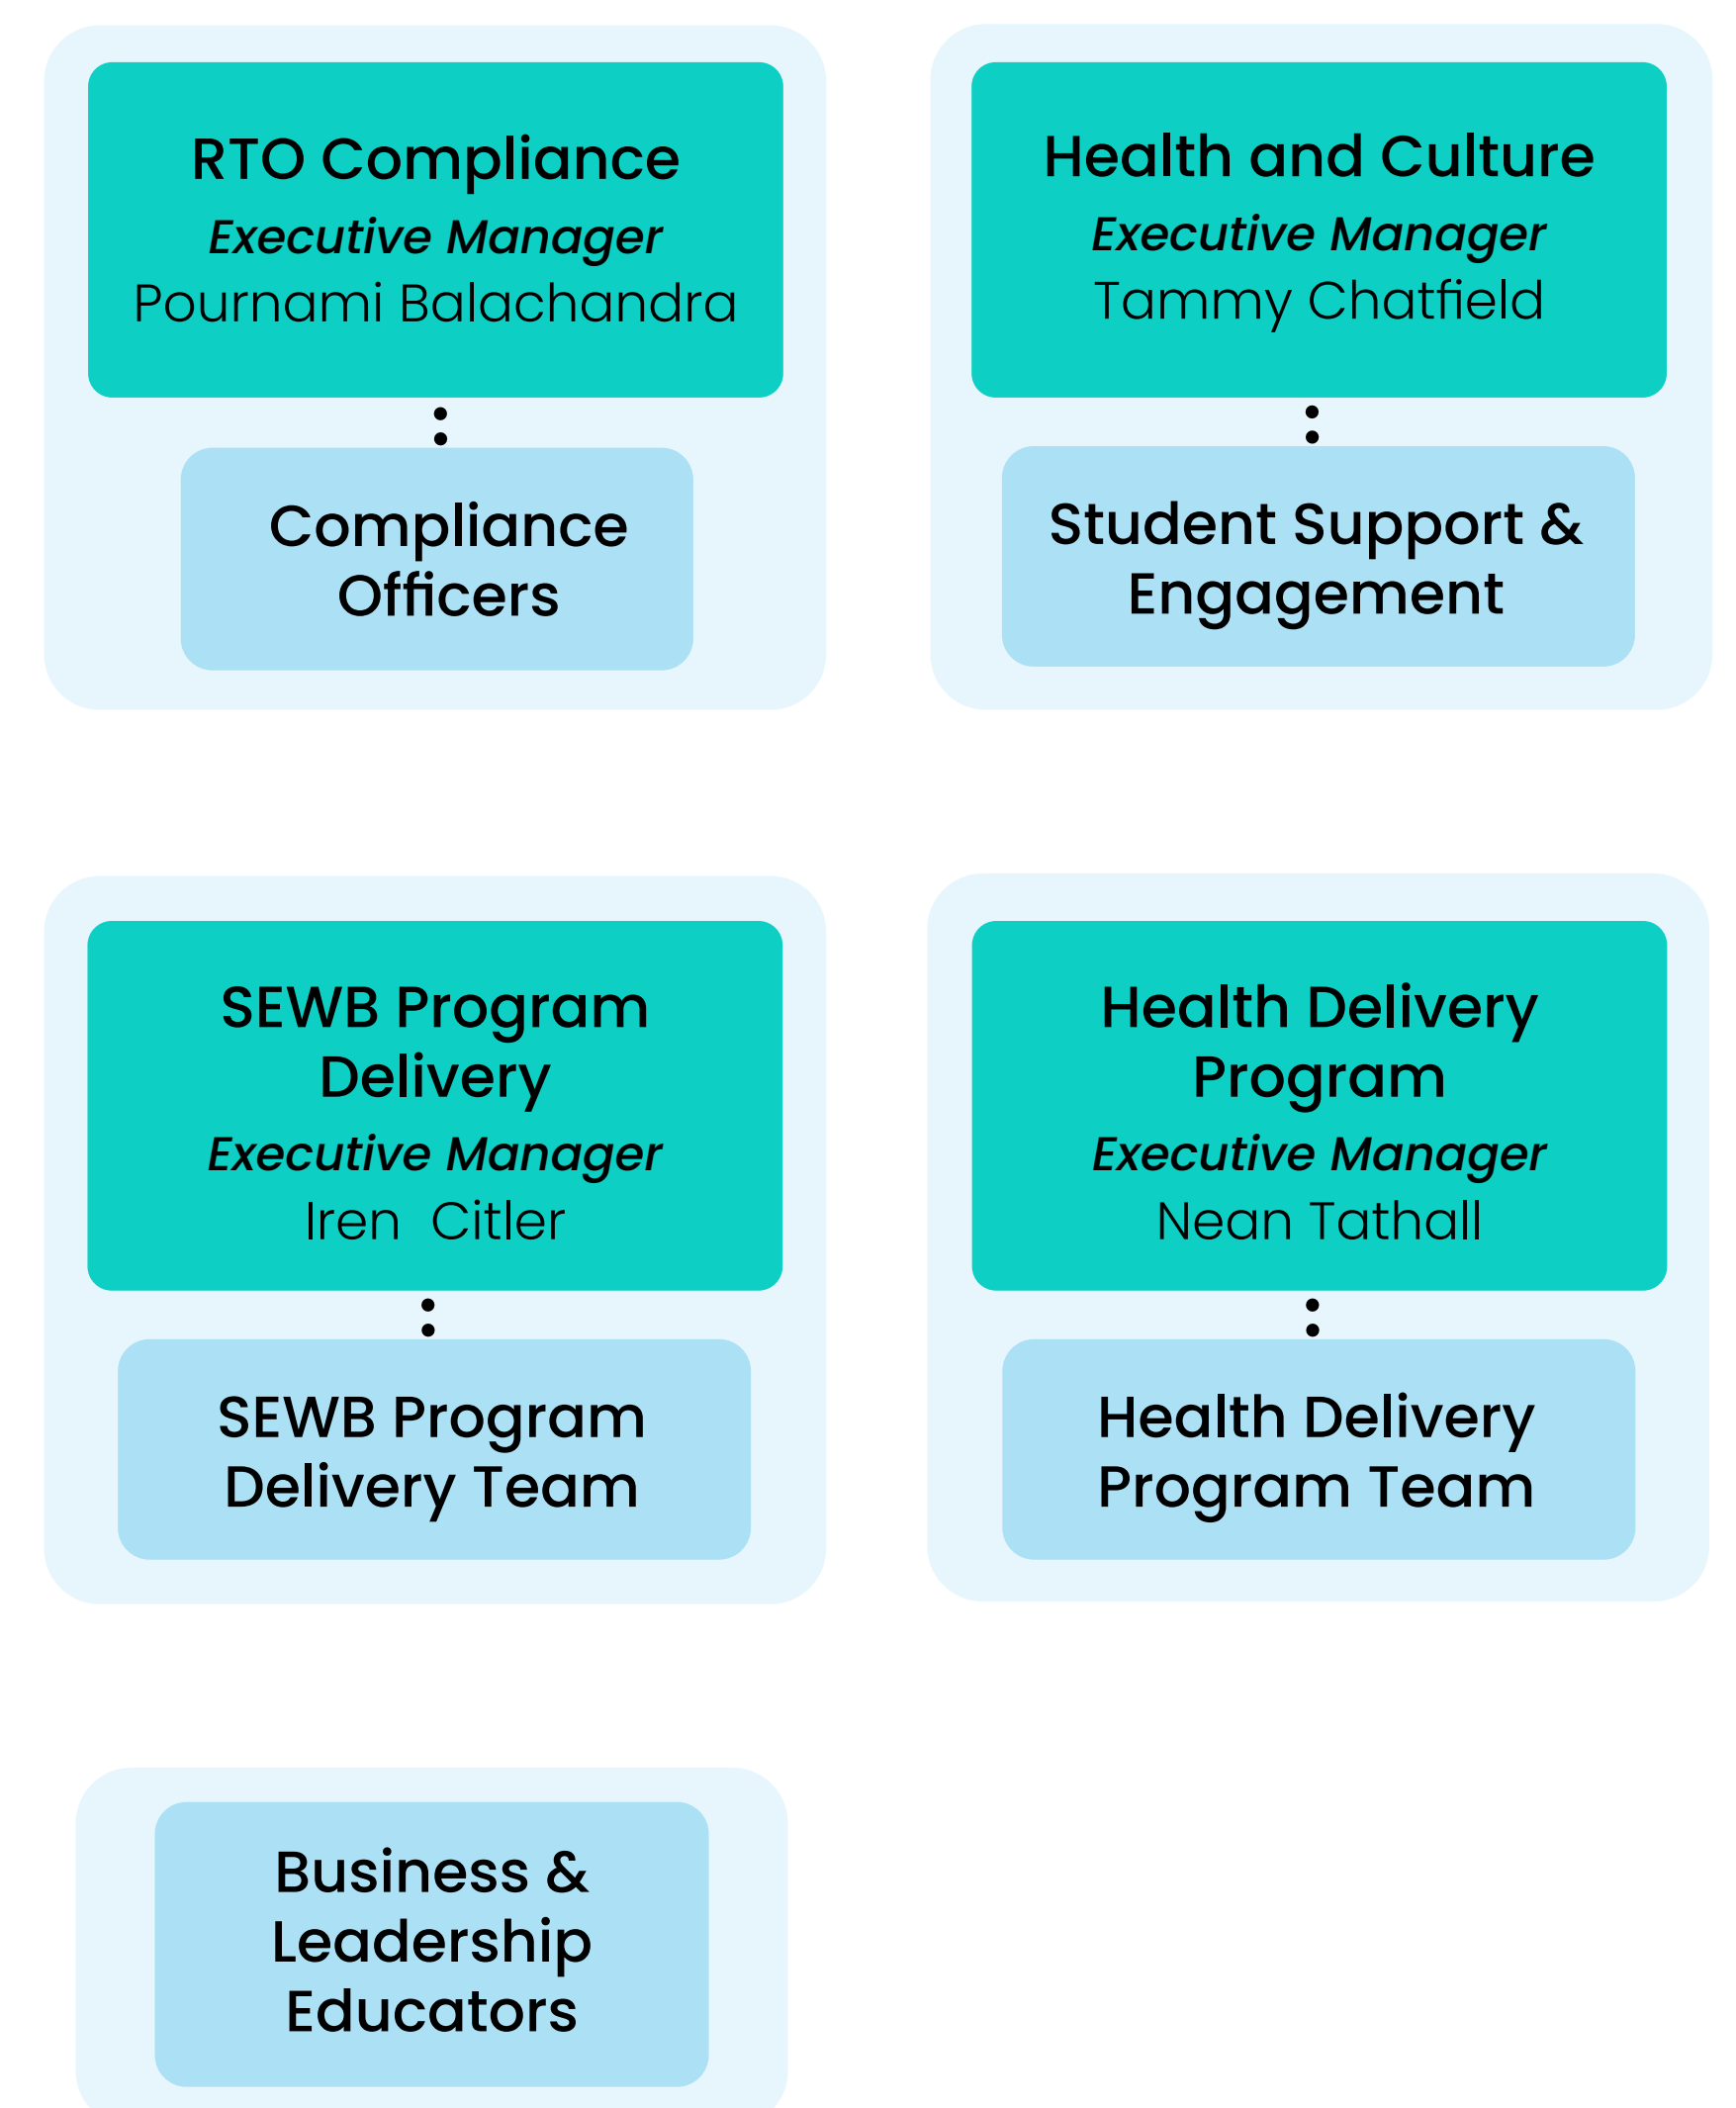 RTO Compliance
Executive Manager
Pournami Balachandra
Compliance
Officers
Health and Culture
Executive Manager
Tammy Chatfield
Student Support &
Engagement
SEWB Program
Delivery
Executive Manager
Iren  Citler
SEWB Program
Delivery Team
Health Delivery
Program
Executive Manager
Nean Tathall
Health Delivery
Program Team
Business &
Leadership
Educators